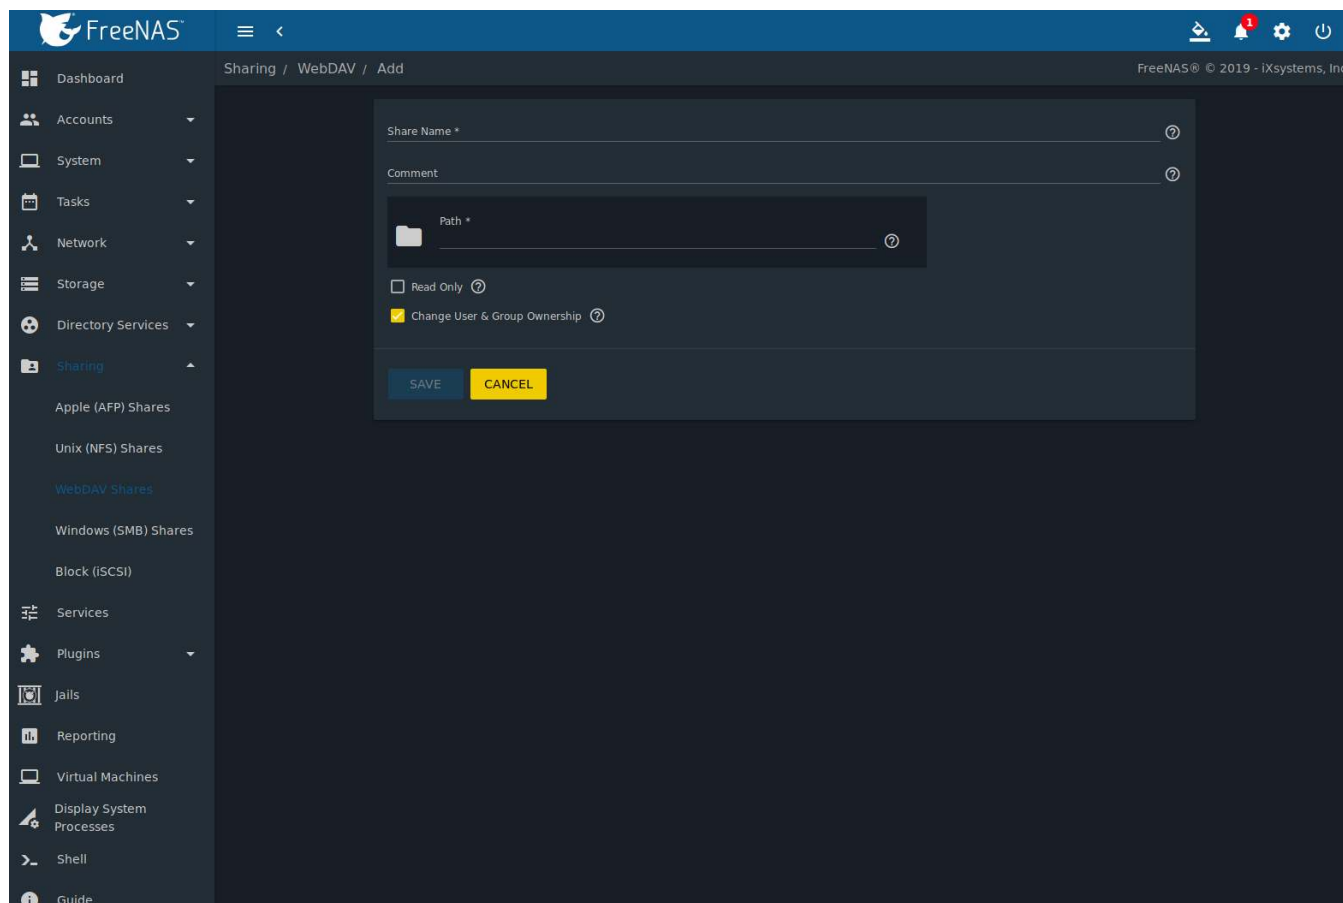 FreeNAS®
1
Sharing / WebDAV / Add
FreeNAS® © 2019 - iXsystems, Inc
Dashboard
Accounts
System
Tasks
Network
Storage
Directory Services
Sharing
Apple (AFP) Shares
Unix (NFS) Shares
WebDAV Shares
Windows (SMB) Shares
Block (iSCSI)
Services
Plugins
Jails
Reporting
Virtual Machines
Display System
Processes
Shell
Guide
Share Name *
Comment
Path *
Read Only
Change User & Group Ownership
SAVE
CANCEL